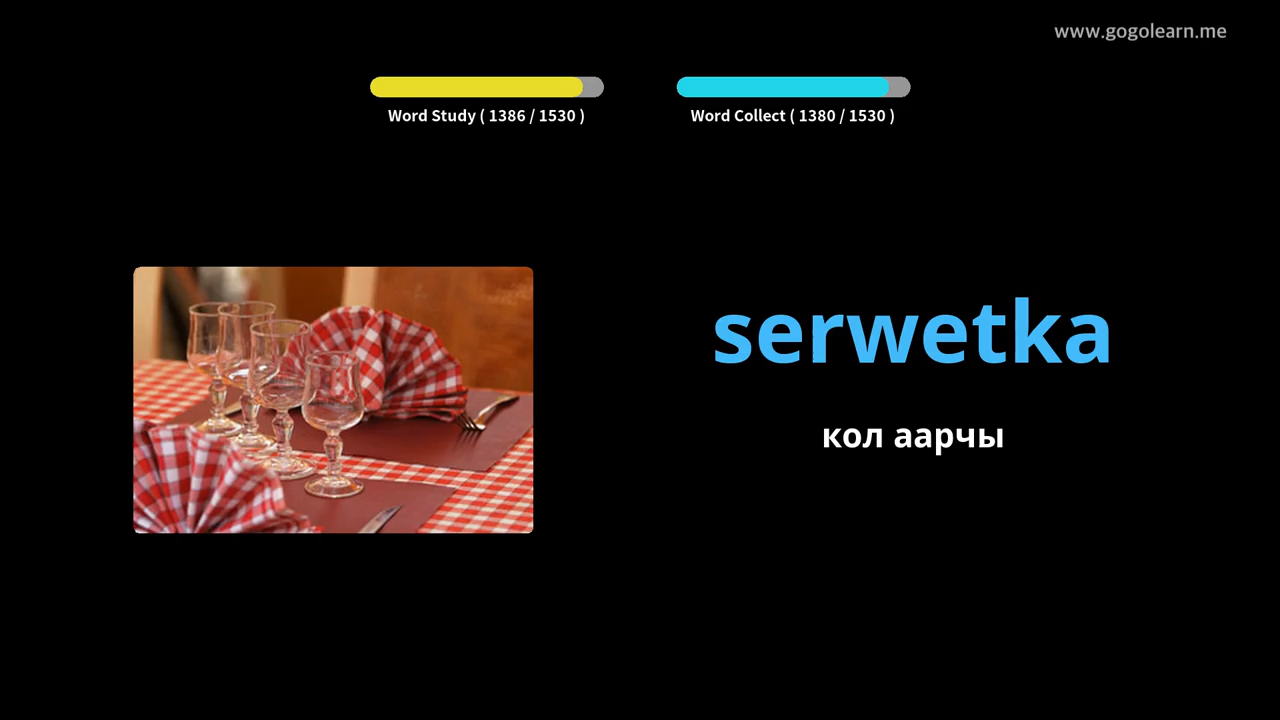 www.gogolearn.me
Word Study ( 1386 / 1530 )
Word Collect ( 1380 / 1530 )
serwetka
кол аарчы